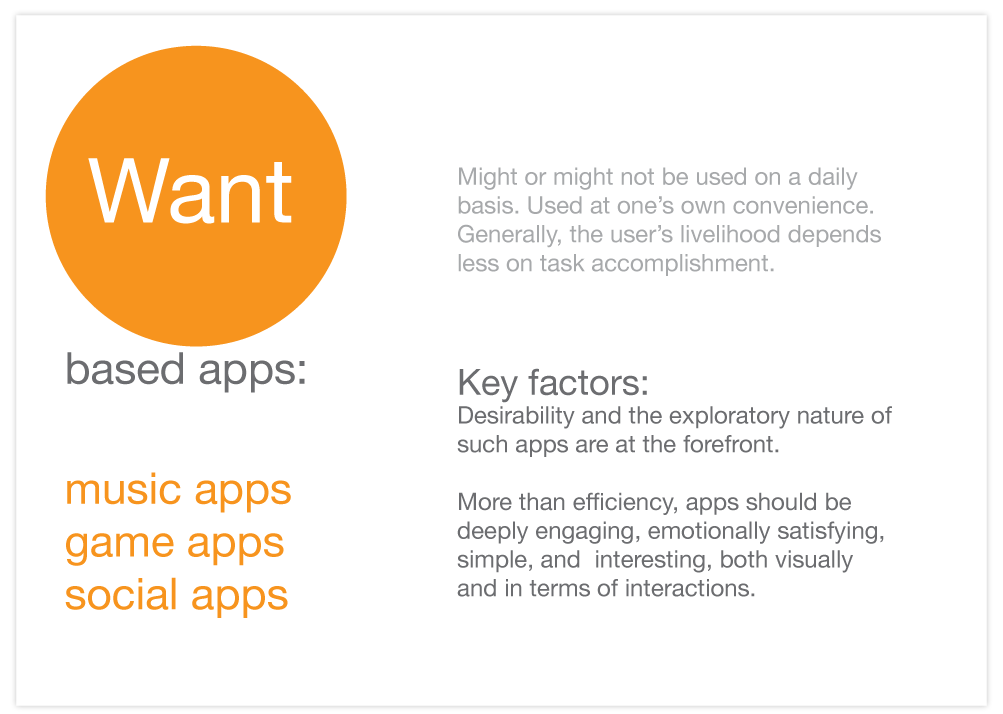 Want
based apps:
music apps
game apps
social apps
Might or might not be used on a daily
basis. Used at one’s own convenience.
Generally, the user’s livelihood depends
less on task accomplishment.
Key factors:
Desirability and the exploratory nature of
such apps are at the forefront.
More than efficiency, apps should be
deeply engaging, emotionally satisfying,
simple, and  interesting, both visually
and in terms of interactions.